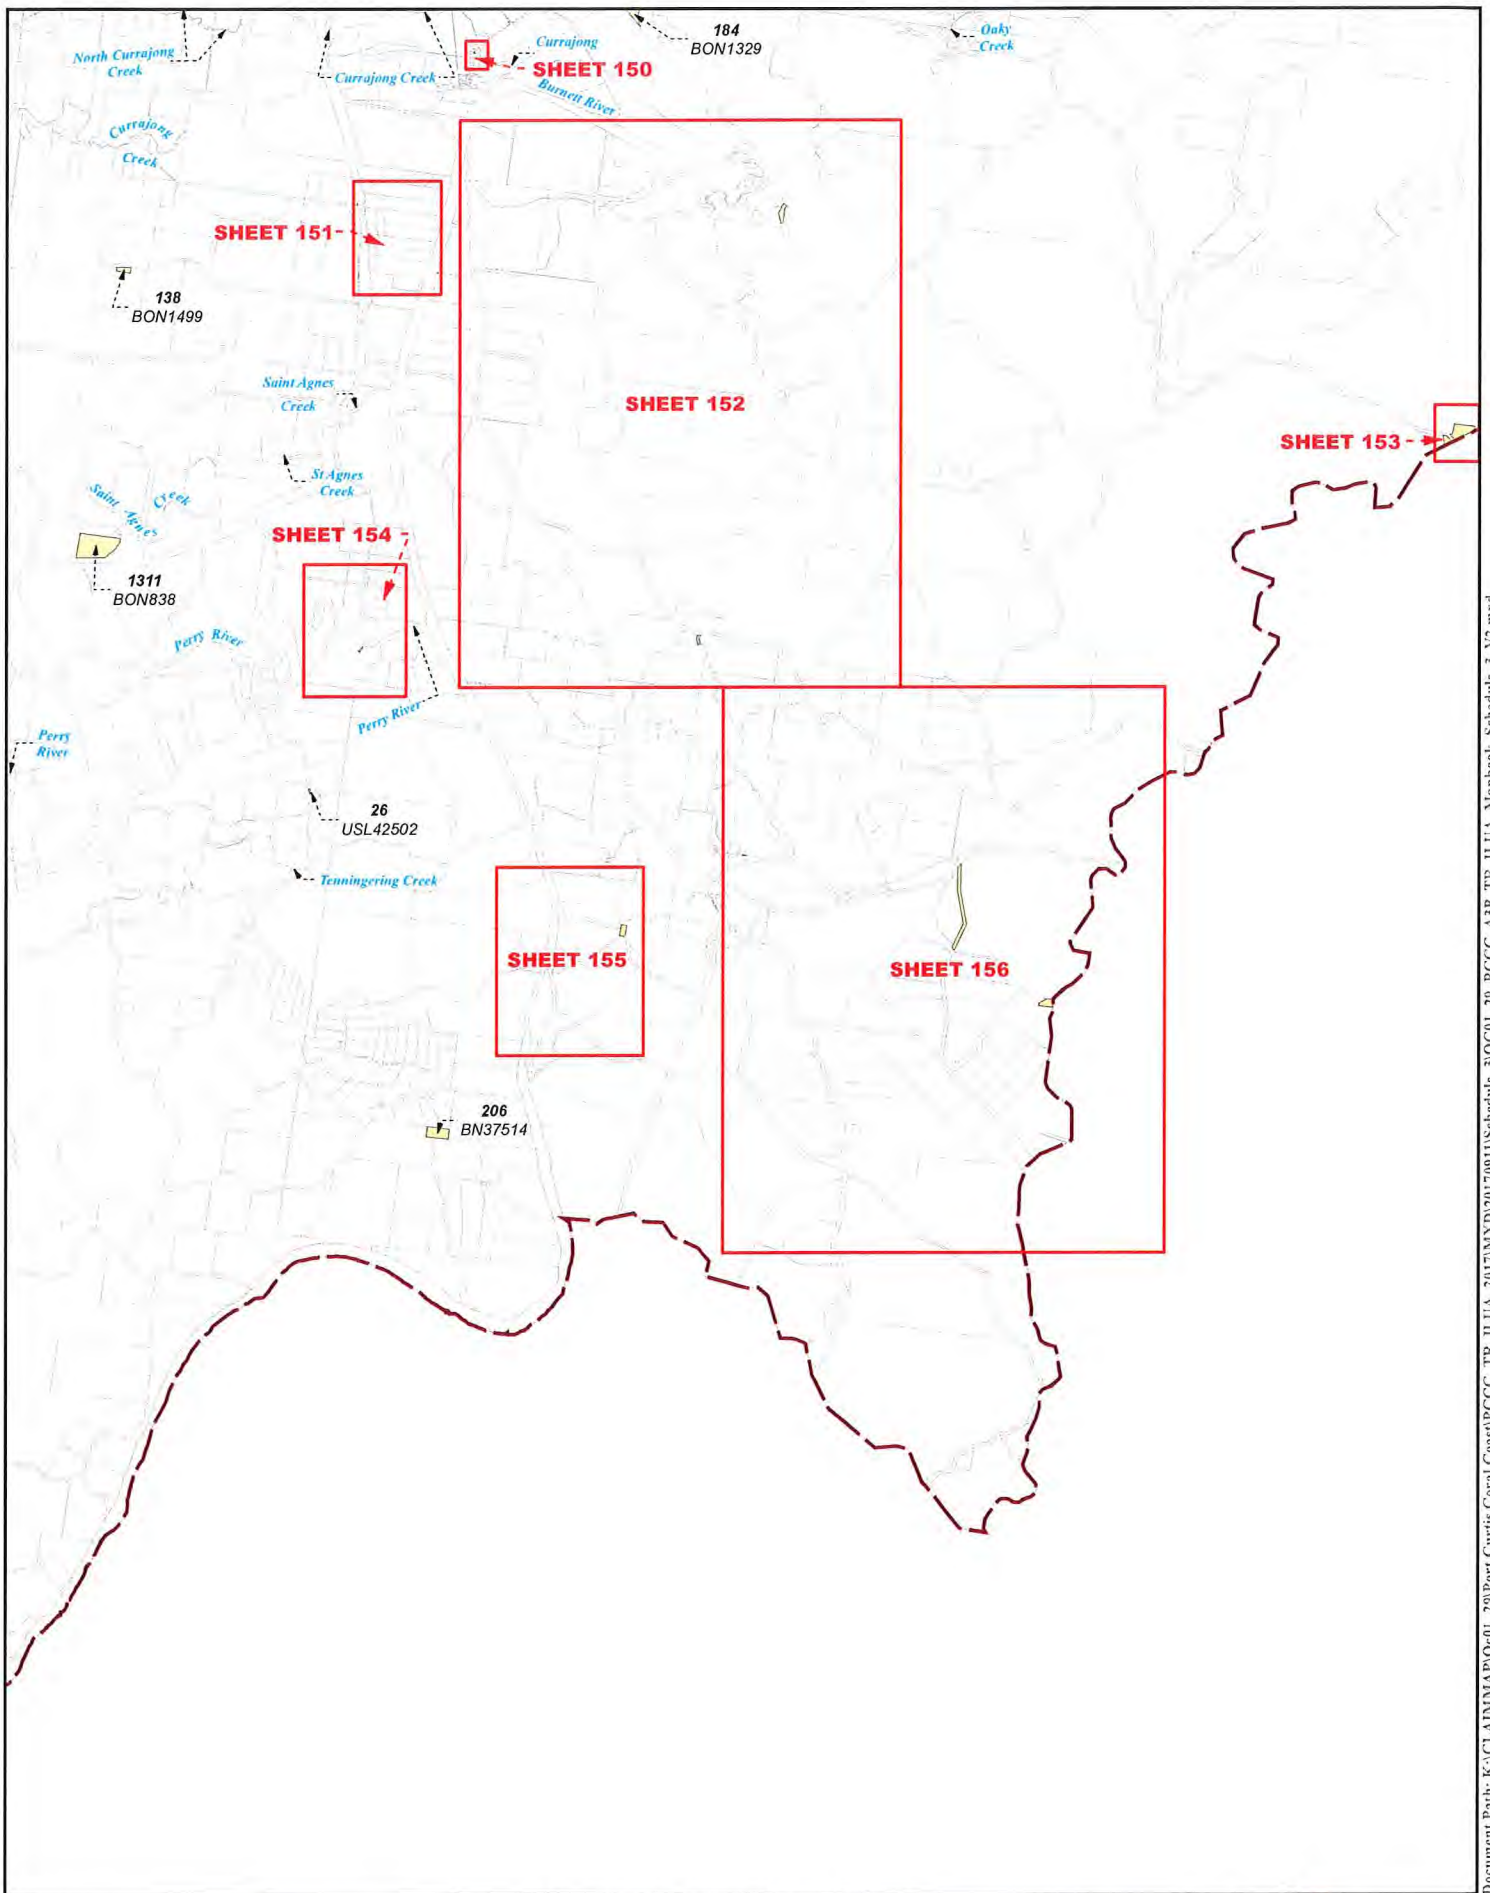 184
BON1329
Oaky
Creek
North Currajong
Creek
Currajong
SHEET 150
Currajong Creek
Burnett River
Currajong
Creek
SHEET 151
138
BON1499
Saint Agnes
Creek
SHEET 152
SHEET 153
St Agnes
Creek
Saint Agnes Creek
SHEET 154
1311
BON838
Perry River
Perry River
Perry
River
26
USL42502
Tenningering Creek
SHEET 155
SHEET 156
206
BN37514